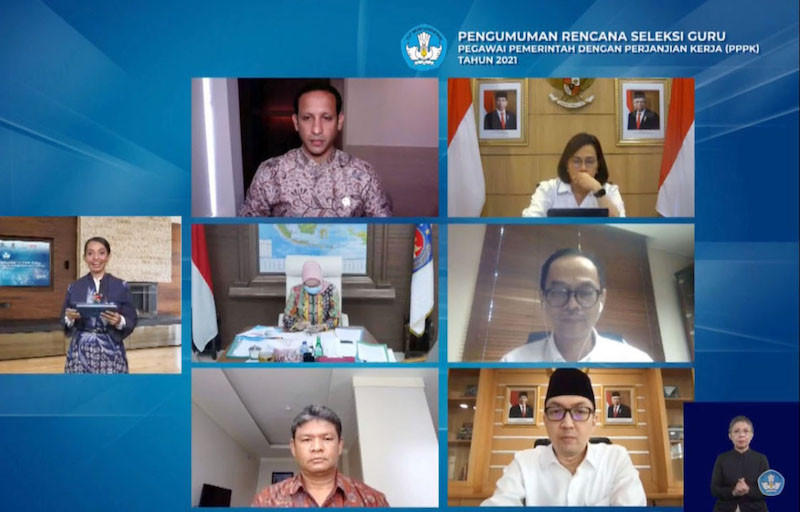 PENGUMUMAN RENCANA SELEKSI GURU
PEGAWAI PEMERINTAH DENGAN PERJANJIAN KERJA (PPPK)
TAHUN 2021